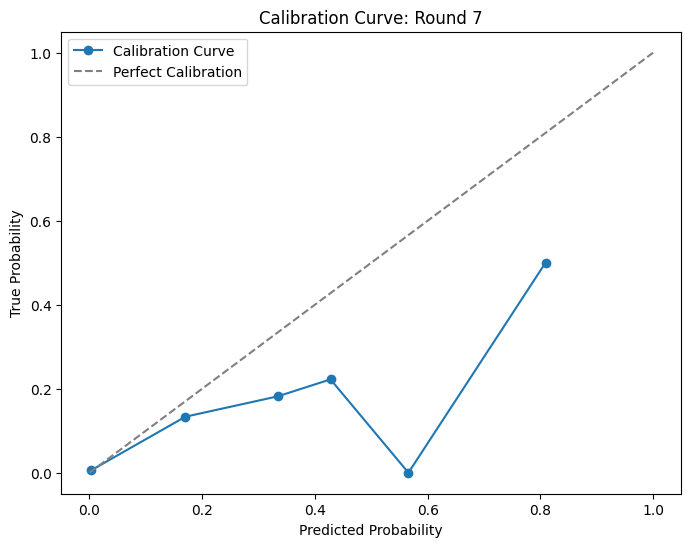 Calibration Curve: Round 7
Calibration Curve
Perfect Calibration
True Probability
1.0
0.8
0.6
0.4
0.2
0.0
0.0 0.2 0.4 0.6 0.8 1.0
Predicted Probability